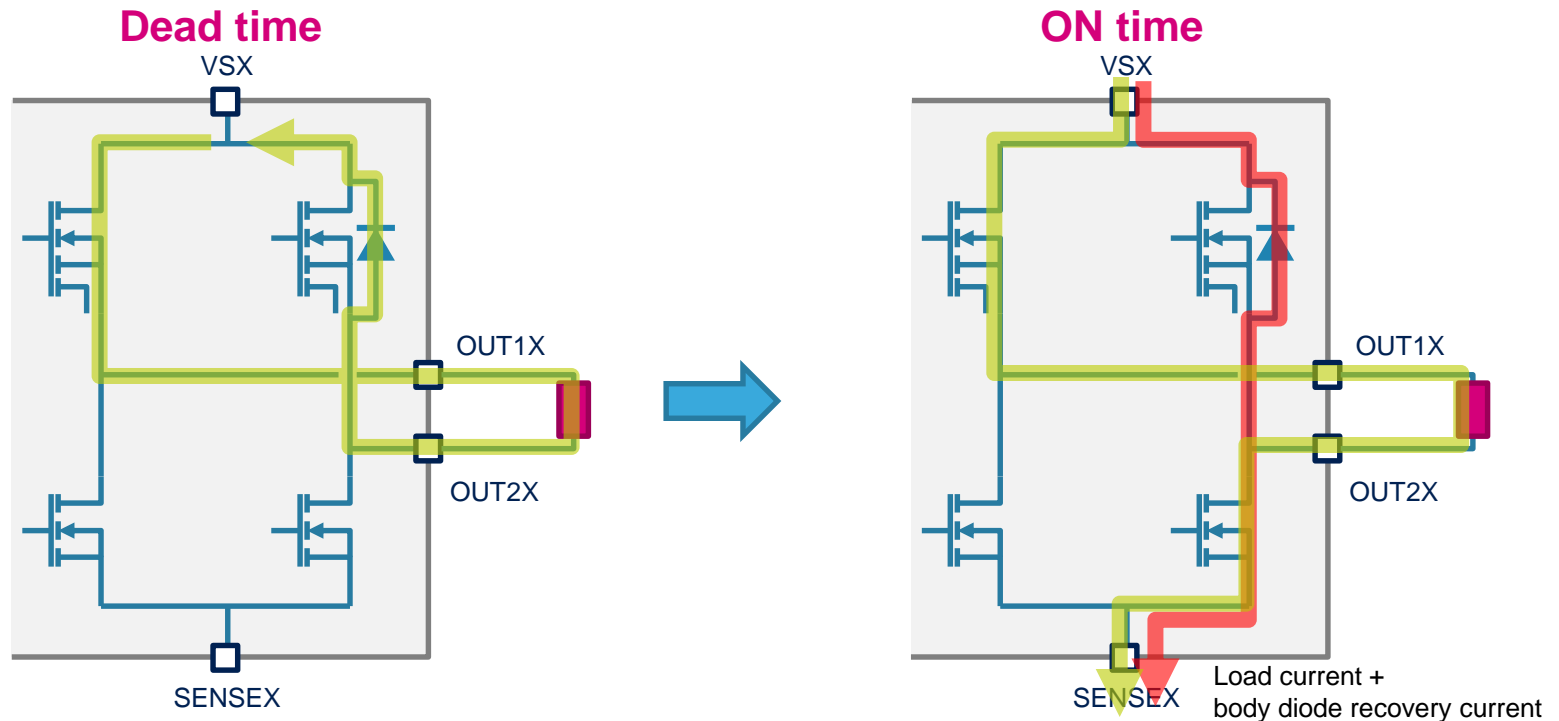 Dead time
VSX
OUT1X
OUT2X
SENSEX
ON time
VSX
OUT1X
OUT2X
SENSEX
Load current +
body diode recovery current